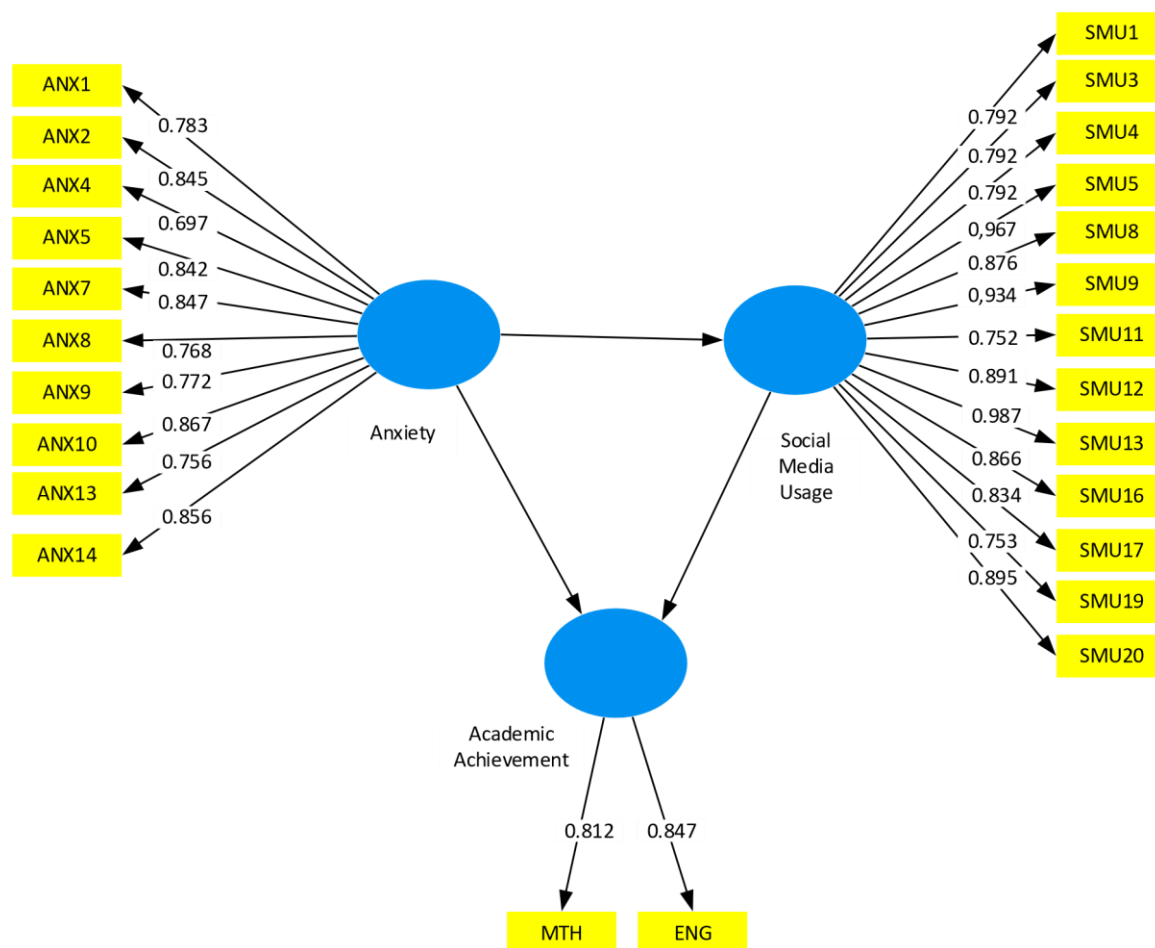 ANX1
ANX2
ANX4
ANX5
ANX7
ANX8
ANX9
ANX10
ANX13
ANX14
0.783
0.845
0.697
0.842
0.847
0.768
0.772
0.867
0.756
0.856
Anxiety
Social
Media
Usage
0.792
0.792
0.792
0,967
0.876
0,934
0.752
0.891
0.987
0.866
0.834
0.753
0.895
SMU1
SMU3
SMU4
SMU5
SMU8
SMU9
SMU11
SMU12
SMU13
SMU16
SMU17
SMU19
SMU20
Academic
Achievement
0.812
0.847
MTH
ENG